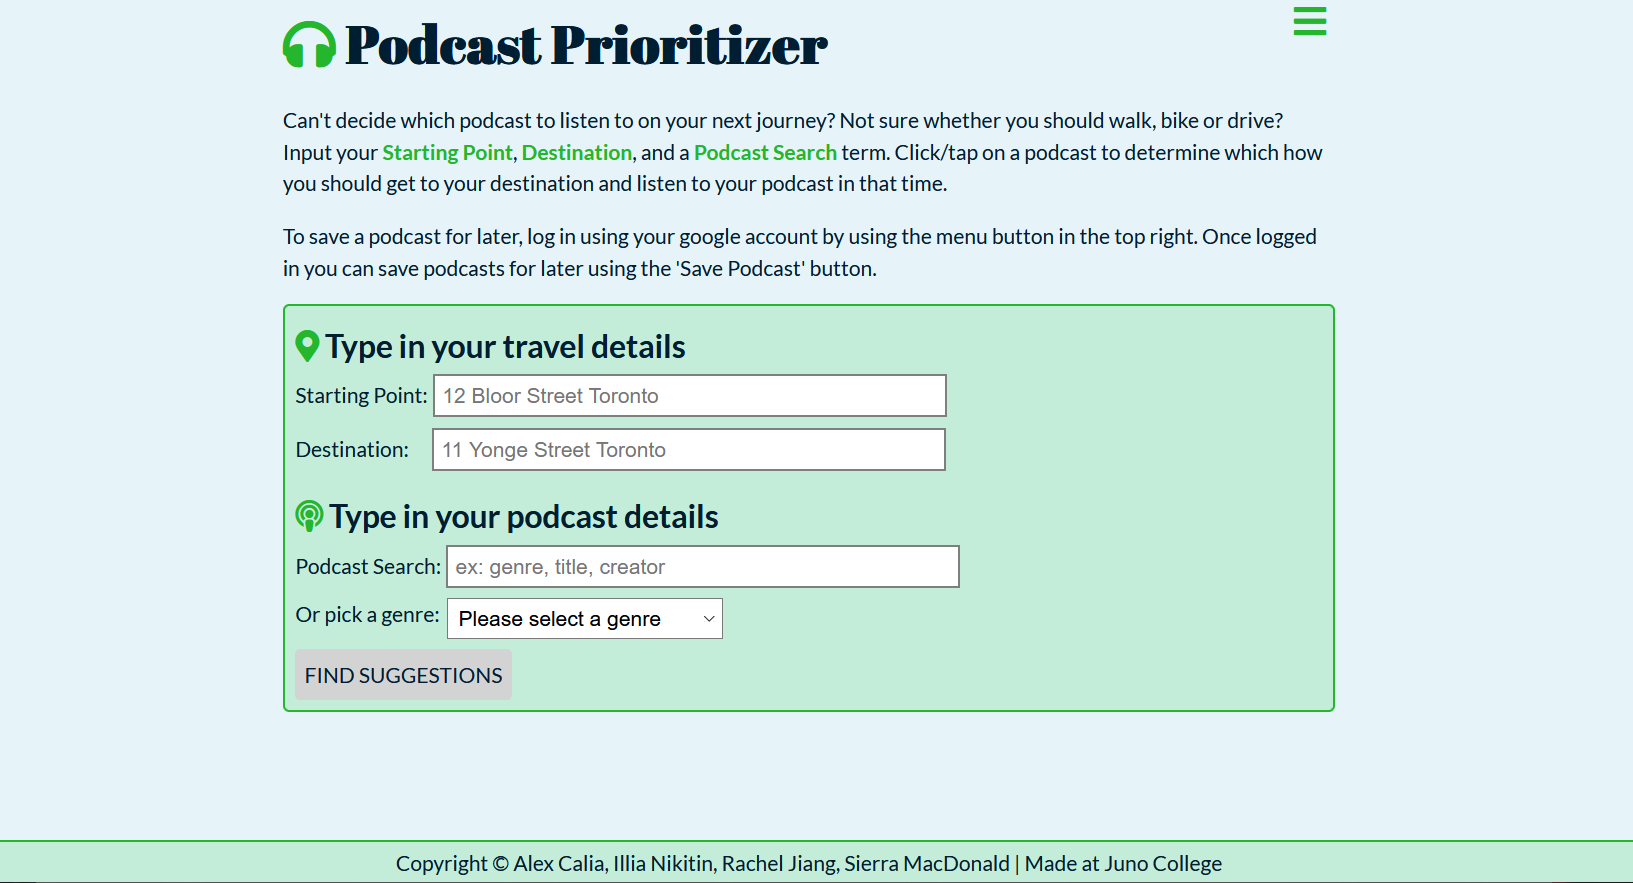 Podcast Prioritizer
Can't decide which podcast to listen to on your next journey? Not sure whether you should walk, bike or drive?
Input your Starting Point, Destination, and a Podcast Search term. Click/tap on a podcast to determine which how
you should get to your destination and listen to your podcast in that time.
To save a podcast for later, log in using your google account by using the menu button in the top right. Once logged
in you can save podcasts for later using the 'Save Podcast' button.
Type in your travel details
Starting Point: 12 Bloor Street Toronto
Destination: 11 Yonge Street Toronto
Type in your podcast details
Podcast Search: ex: genre, title, creator
Or pick a genre: Please select a genre
FIND SUGGESTIONS
Copyright © Alex Calia, Illia Nikitin, Rachel Jiang, Sierra MacDonald | Made at Juno College